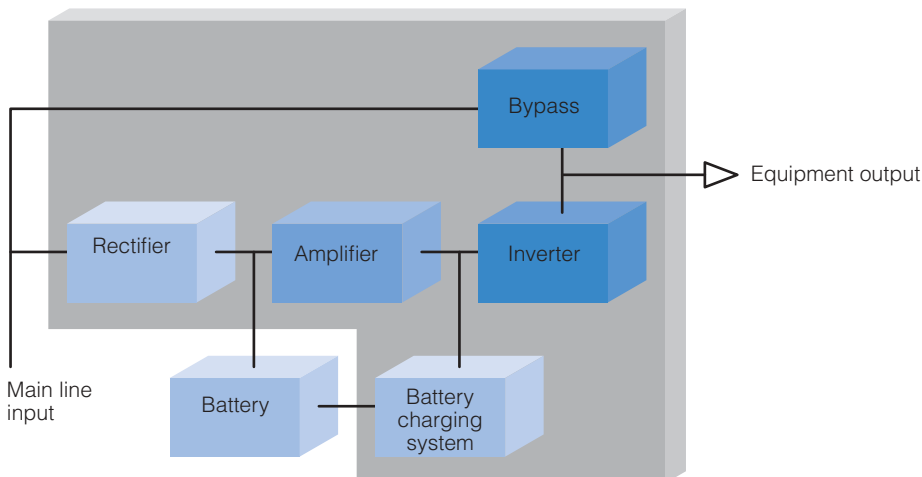 Bypass
Equipment output
Rectifier
Amplifier
Inverter
Main line
input
Battery
Battery
charging
system